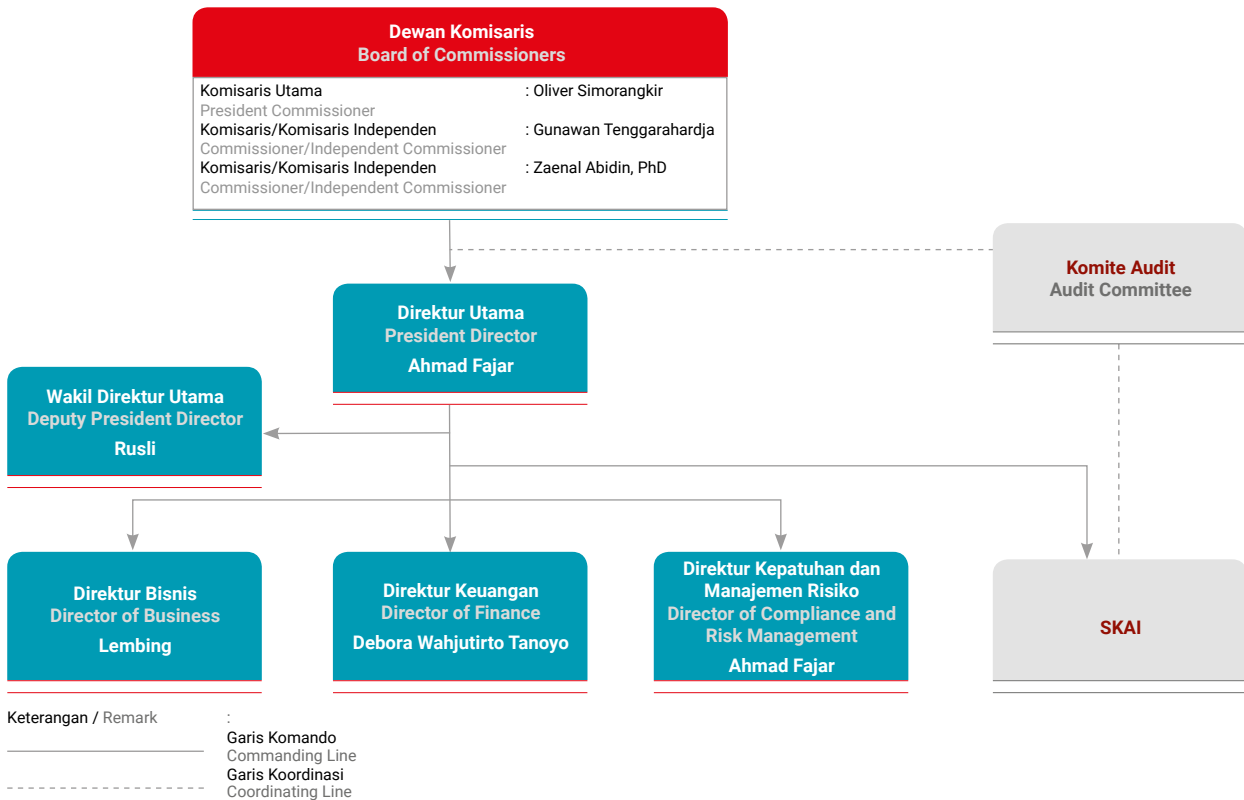 Dewan Komisaris
Board of Commissioners
Komisaris Utama : Oliver Simorangkir
President Commissioner
Komisaris/Komisaris Independen : Gunawan Tenggarahardja
Commissioner/Independent Commissioner
Komisaris/Komisaris Independen : Zaenal Abidin, PhD
Commissioner/Independent Commissioner
Komite Audit
Audit Committee
Direktur Utama
President Director
Ahmad Fajar
Wakil Direktur Utama
Deputy President Director
Rusli
Direktur Bisnis
Director of Business
Lembing
Direktur Keuangan
Director of Finance
Debora Wahjutirto Tanoyo
Direktur Kepatuhan dan
Manajemen Risiko
Director of Compliance and
Risk Management
Ahmad Fajar
SKAI
Keterangan / Remark :
Garis Komando
Commanding Line
Garis Koordinasi
Coordinating Line